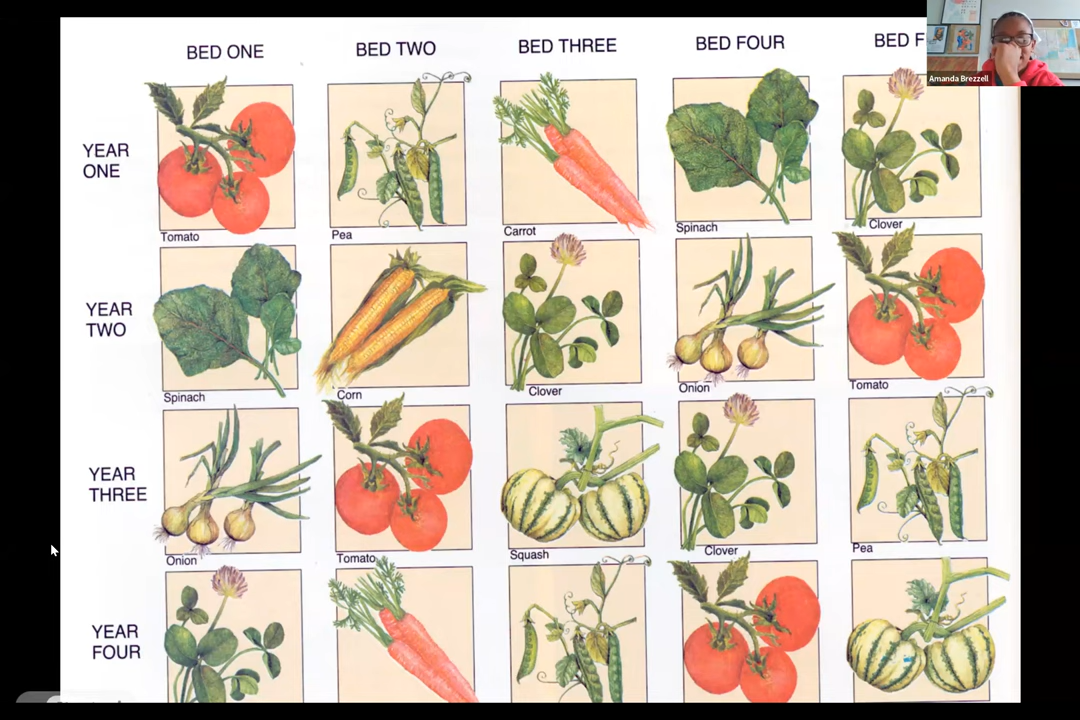 BED ONE
BED TWO
BED THREE
BED FOUR
BED F
Amanda Brezzell
YEAR
ONE
Tomato
Pea
Carrot
Spinach
Clover
YEAR
TWO
Spinach
Corn
Clover
Onion
Tomato
YEAR
THREE
Onion
Tomato
Squash
Clover
Pea
YEAR
FOUR